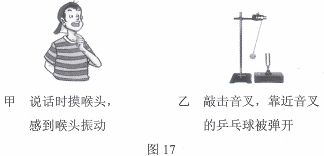 甲 说话时摸喉头，
感到喉头振动
乙 敲击音叉，靠近音叉
的乒乓球被弹开
图 17